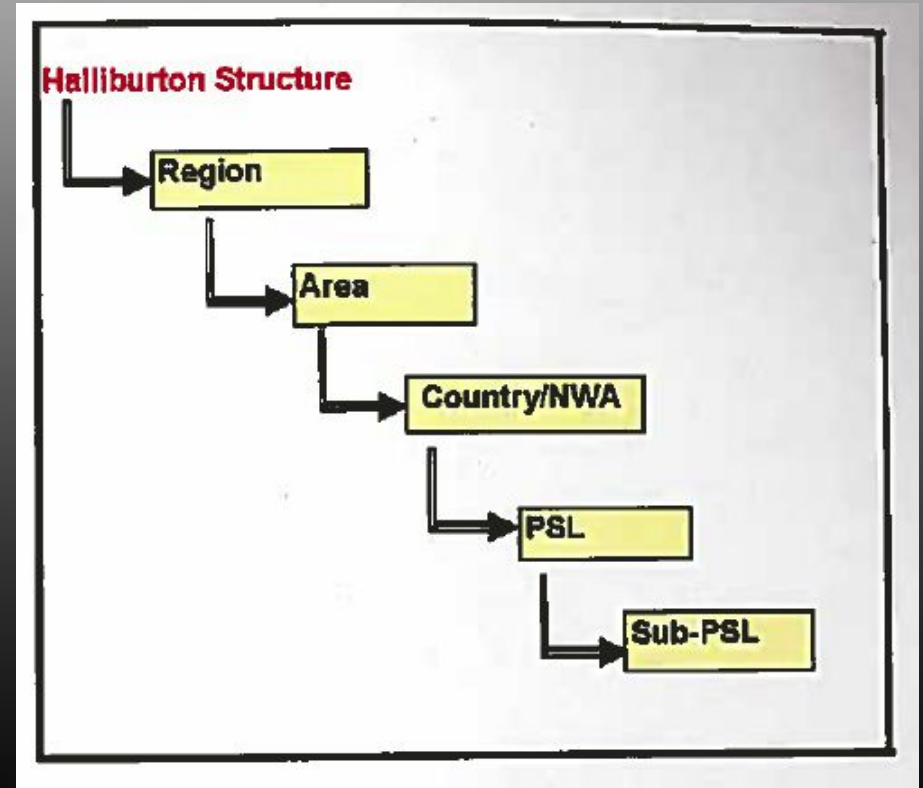 Halliburton Structure
Region
Area
Country/NWA
PSL
Sub-PSL